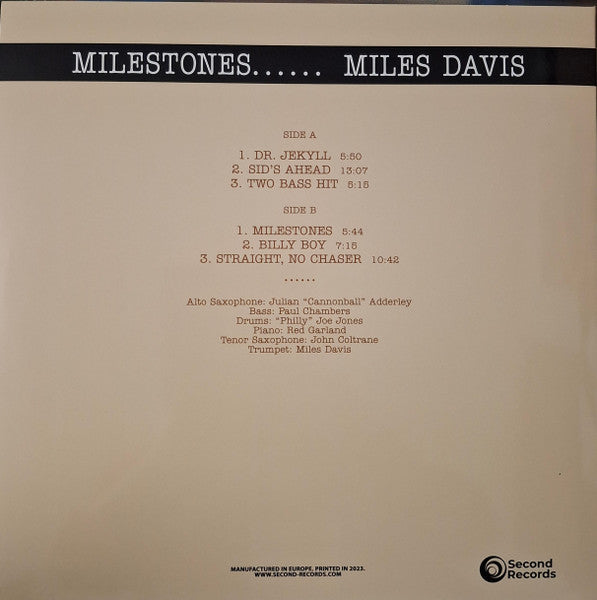 MILESTONES...... MILES DAVIS
SIDE A
1. DR. JEKYLL 5:50
2. SID'S AHEAD 13:07
3. TWO BASS HIT 5:15
SIDE B
1. MILESTONES 5:44
2. BILLY BOY 7:15
3. STRAIGHT, NO CHASER 10:42
......
Alto Saxophone: Julian "Cannonball" Adderley
Bass: Paul Chambers
Drums: "Philly" Joe Jones
Piano: Red Garland
Tenor Saxophone: John Coltrane
Trumpet: Miles Davis
MANUFACTURED IN EUROPE. PRINTED IN 2023.
WWW.SECOND-RECORDS.COM
Second
Records